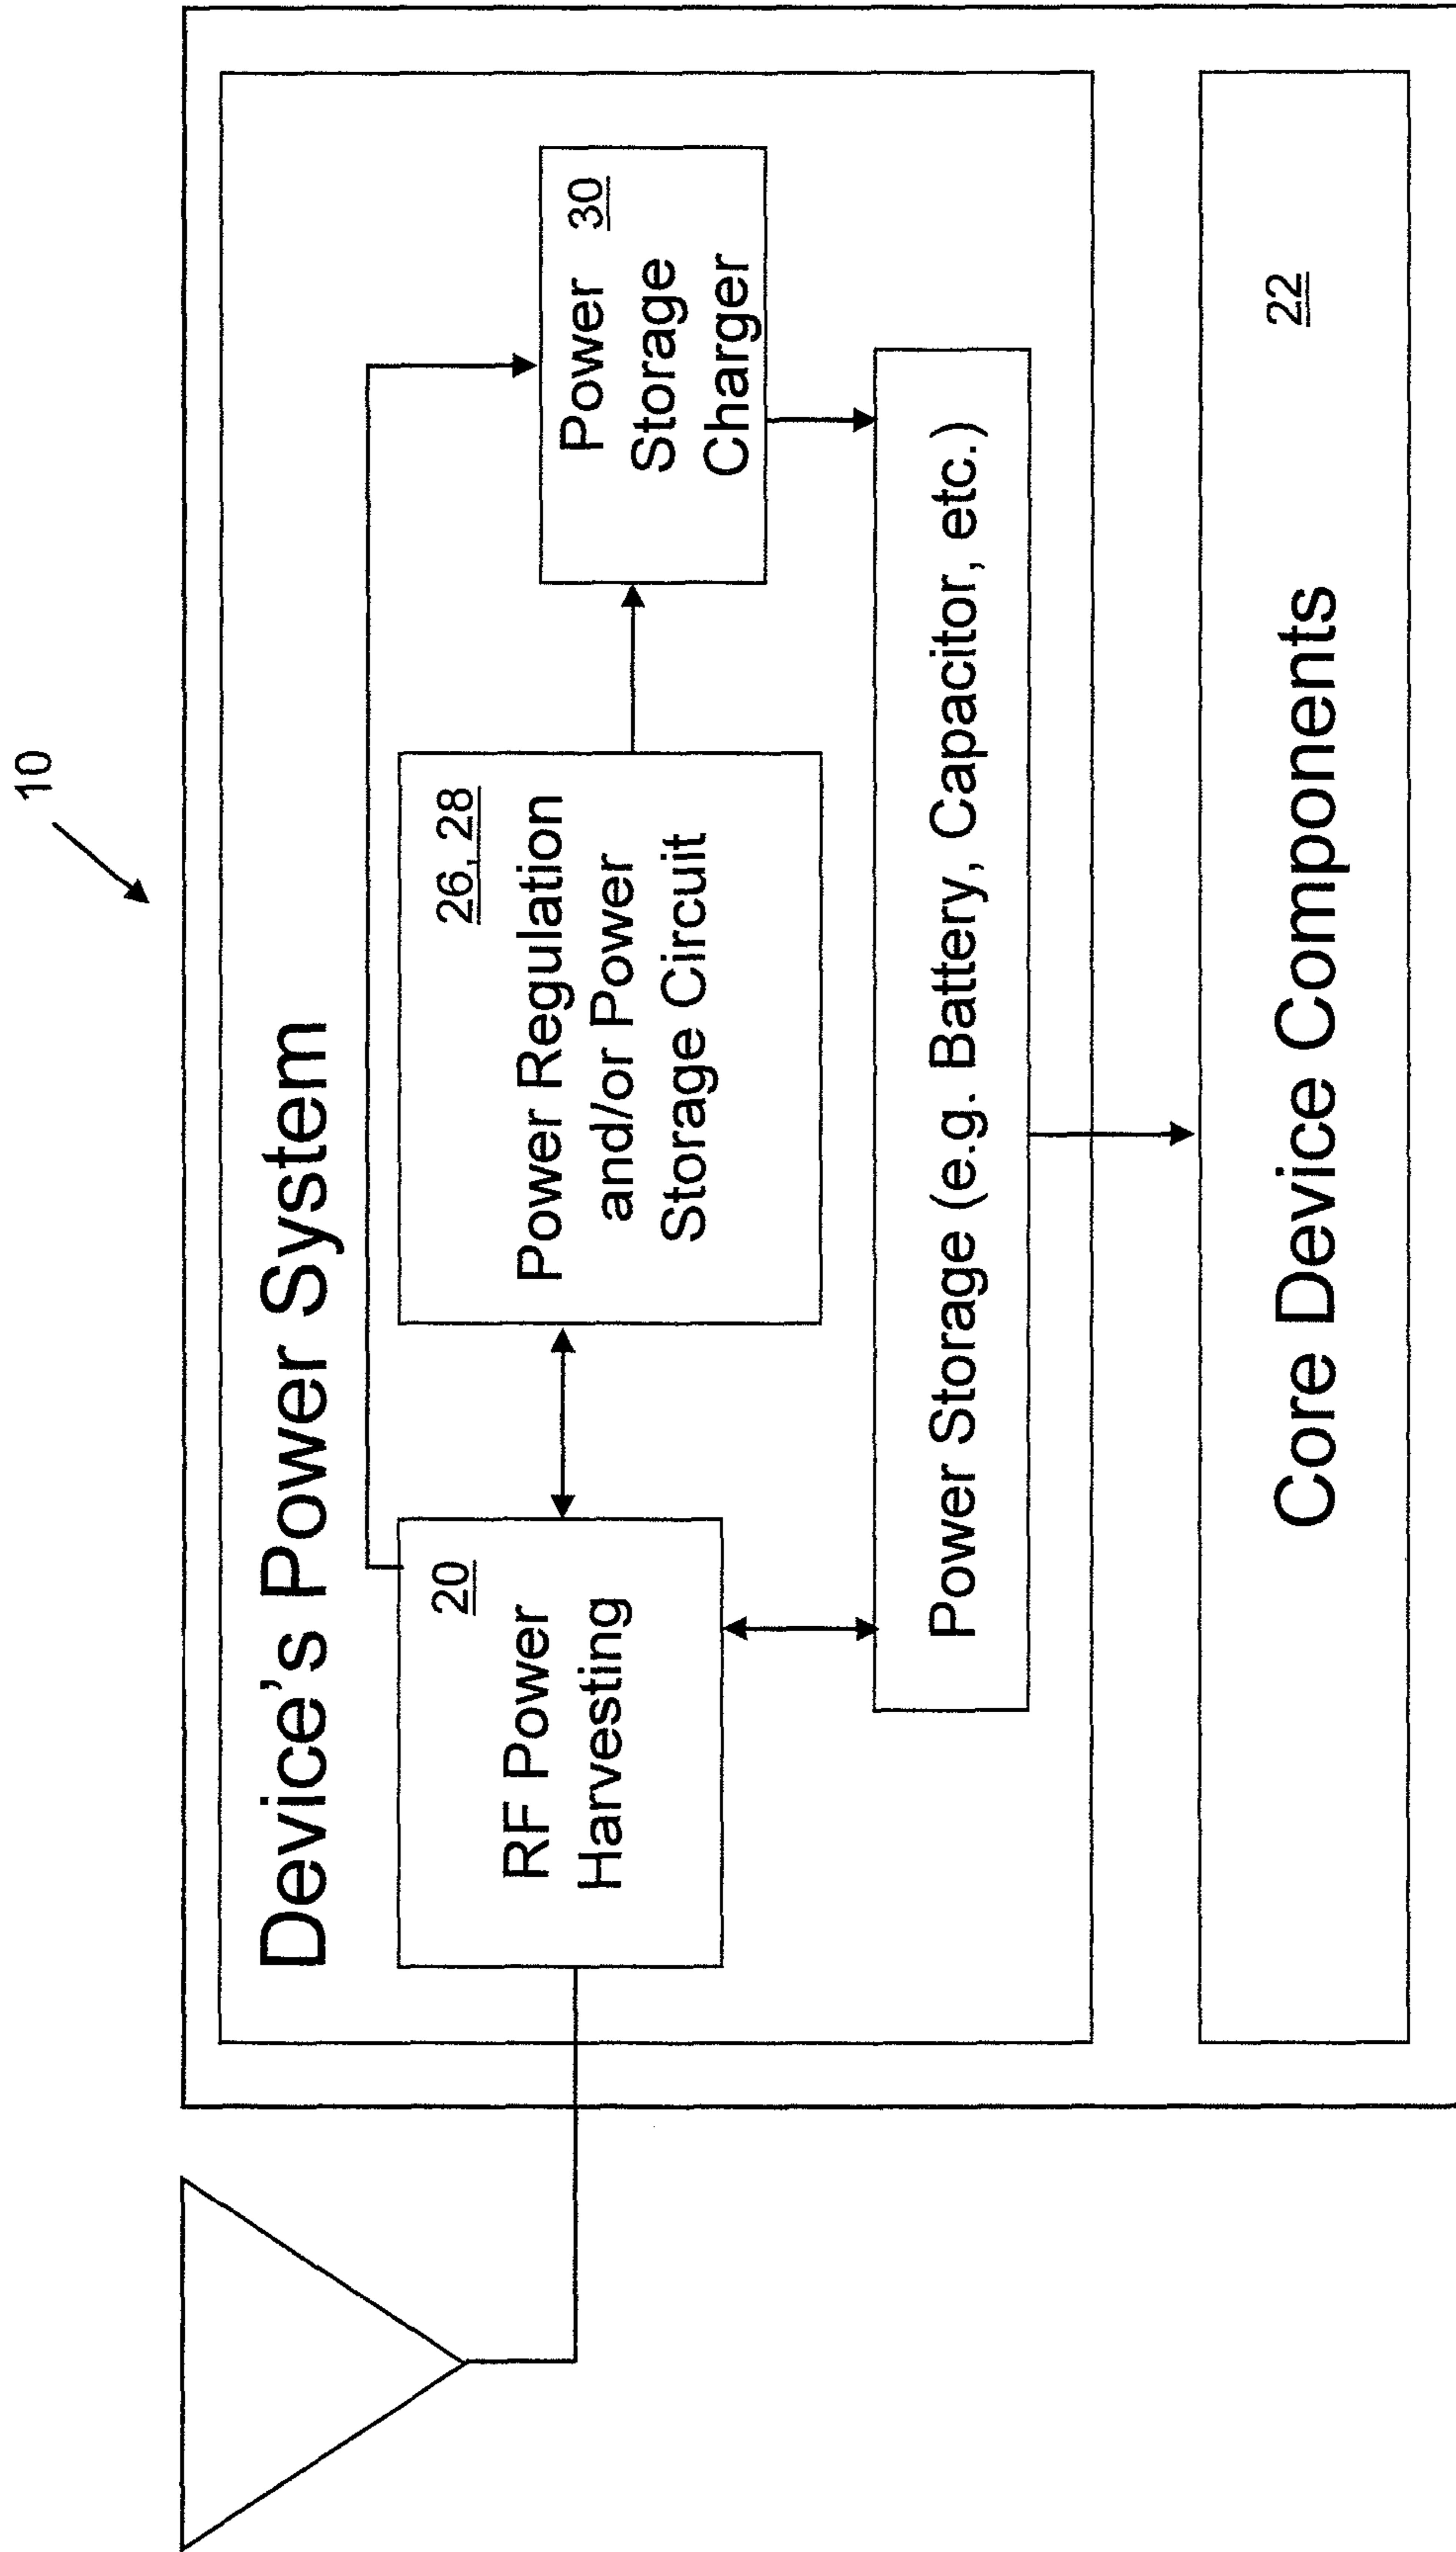 10
Device's Power System
20
RF Power
Harvesting
26, 28
Power Regulation
and/or Power
Storage Circuit
Power 30
Storage
Charger
Power Storage (e.g. Battery, Capacitor, etc.)
22
Core Device Components